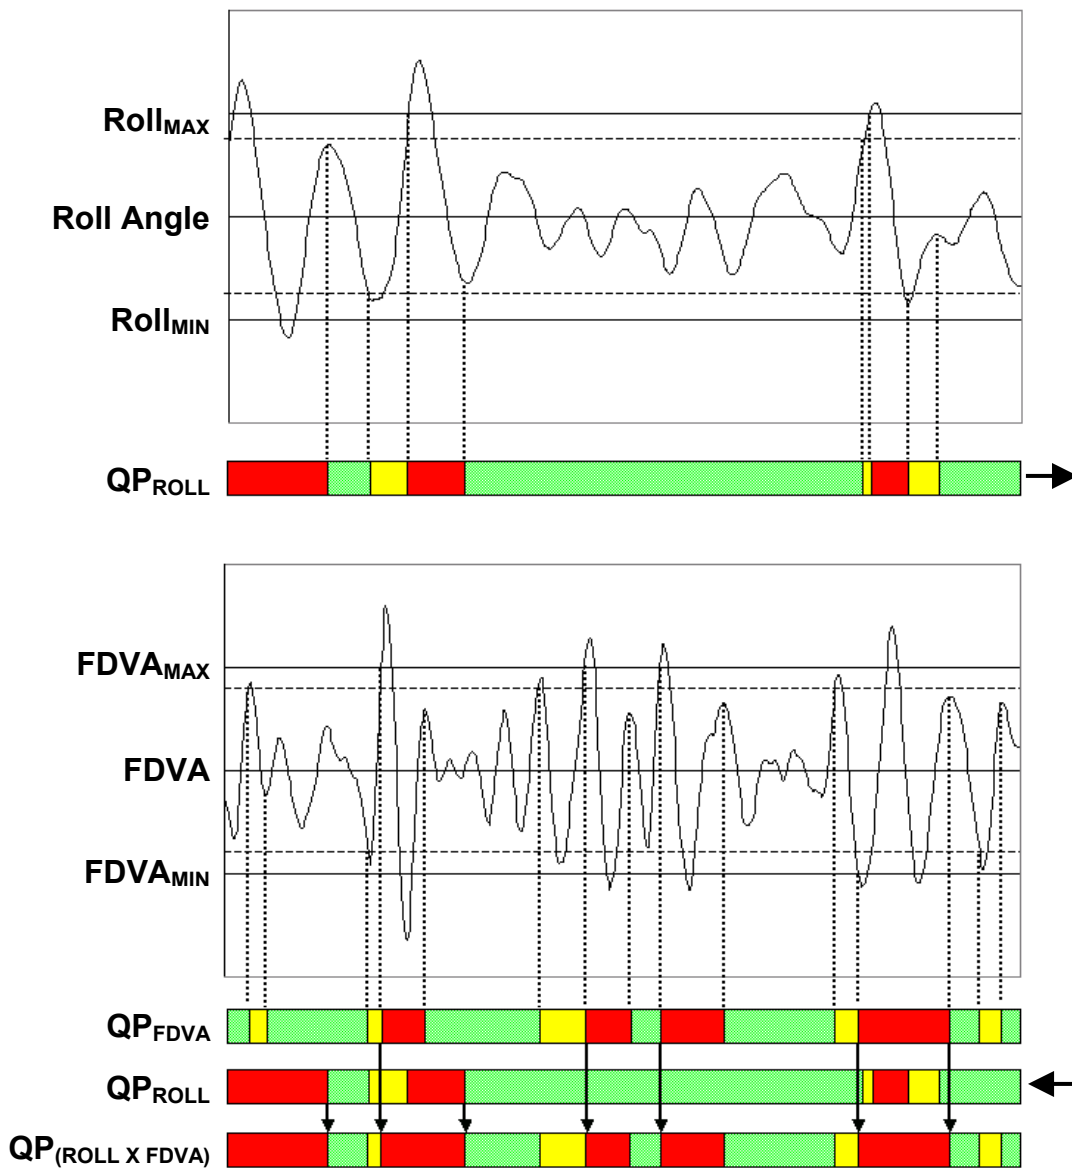 RollMAX
Roll Angle
RollMIN
QPROLL
FDVAMAX
FDVA
FDVAMIN
QPFDVA
QPROLL
QP(ROLL X FDVA)